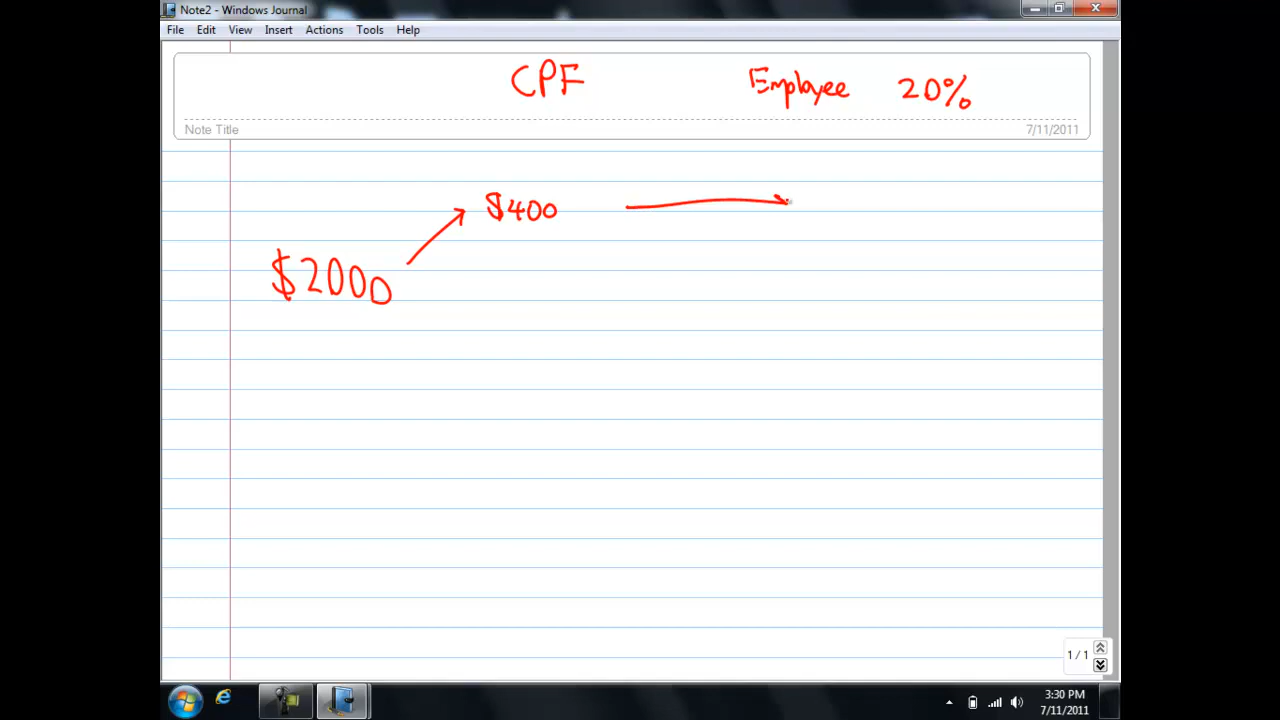 Note2 - Windows Journal
File Edit View Insert Actions Tools Help
CPF Employee 20%
Note Title 7/11/2011
$400
$2000
1 / 1
3:30 PM
7/11/2011